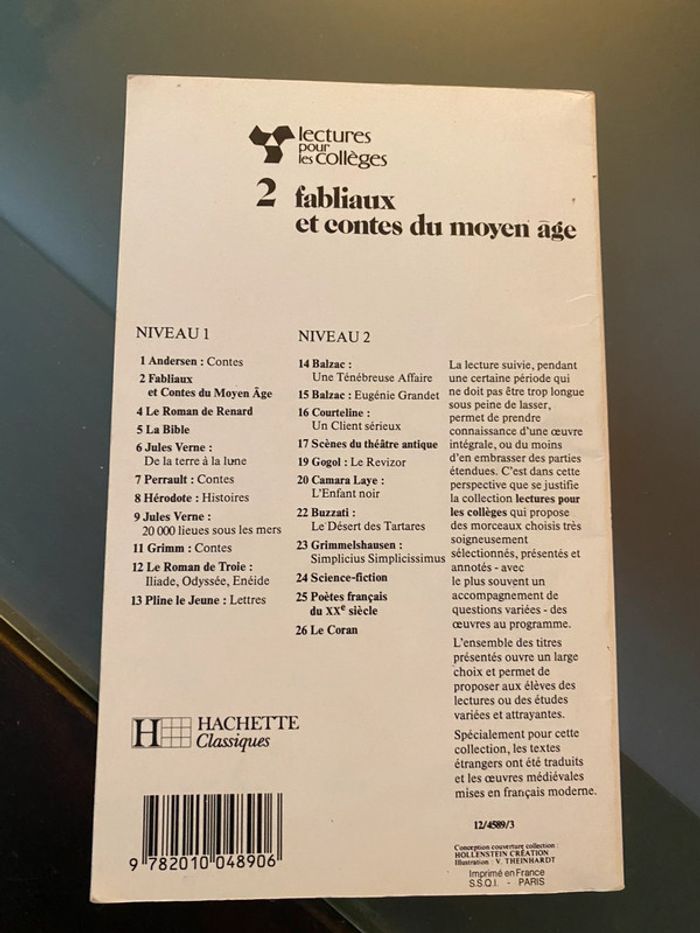 lectures
pour
les collèges
2 fabliaux
et contes du moyen âge
NIVEAU 1
1 Andersen : Contes
2 Fabliaux
et Contes du Moyen Âge
4 Le Roman de Renard
5 La Bible
6 Jules Verne :
De la terre à la lune
7 Perrault : Contes
8 Hérodote : Histoires
9 Jules Verne :
20 000 lieues sous les mers
11 Grimm : Contes
12 Le Roman de Troie :
Iliade, Odyssée, Enéide
13 Pline le Jeune : Lettres
NIVEAU 2
14 Balzac :
Une Ténébreuse Affaire
15 Balzac : Eugénie Grandet
16 Courteline :
Un Client sérieux
17 Scènes du théâtre antique
19 Gogol : Le Revizor
20 Camara Laye :
L'Enfant noir
22 Buzzati :
Le Désert des Tartares
23 Grimmelshausen :
Simplicius Simplicissimus
24 Science-fiction
25 Poètes français
du XXe siècle
26 Le Coran
La lecture suivie, pendant
une certaine période qui
ne doit pas être trop longue
sous peine de lasser,
permet de prendre
connaissance d'une œuvre
intégrale, ou du moins
d'en embrasser des parties
étendues. C'est dans cette
perspective que se justifie
la collection lectures pour
les collèges qui propose
des morceaux choisis très
soigneusement
sélectionnés, présentés et
annotés - avec
le plus souvent un
accompagnement de
questions variées - des
œuvres au programme.
L'ensemble des titres
présentés ouvre un large
choix et permet de
proposer aux élèves des
lectures ou des études
variées et attrayantes.
Spécialement pour cette
collection, les textes
étrangers ont été traduits
et les œuvres médiévales
mises en français moderne.
H HACHETTE
Classiques
9 782010 048906
12/4589/3
Conception couverture collection :
HOLLENSTEIN CRÉATION
Illustration : V. THEINHARDT
Imprimé en France
S.S.Q.I. - PARIS